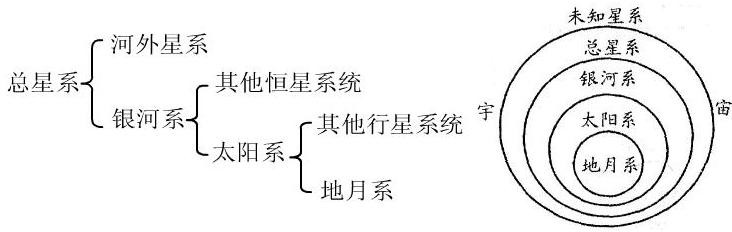 总星系
河外星系
银河系
其他恒星系统
太阳系
其他行星系统
地月系
未知星系
总星系
银河系
太阳系
地月系
宇
宙